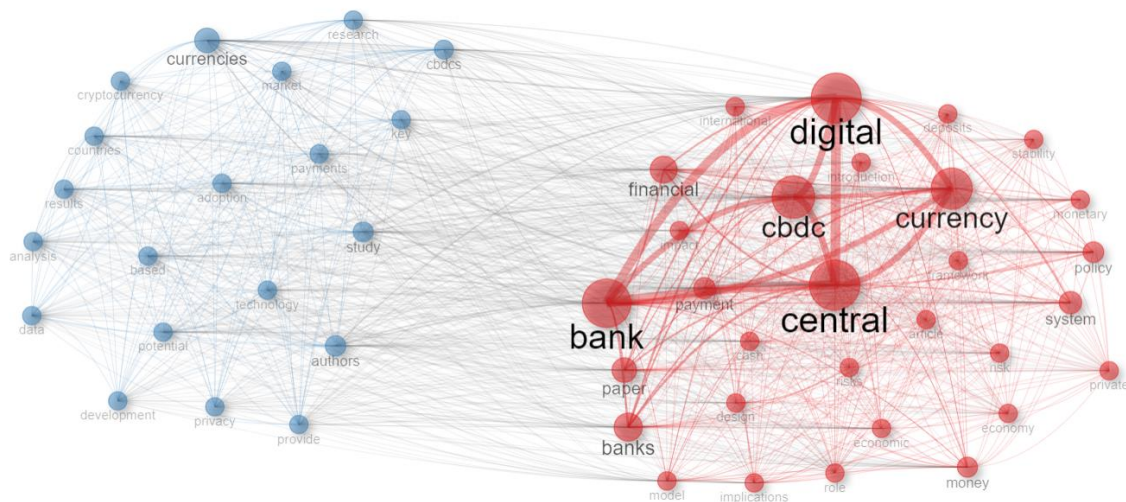 research
currencies
cbdcs
market
cryptocurrency
key
countries
payments
results
adoption
study
analysis
based
technology
data
potential
authors
development
privacy
provide
digital
international
deposits
stability
financial
introduction
cbdc
currency
monetary
impact
policy
framework
payment
central
system
bank
article
cash
risk
paper
risks
private
design
economy
banks
economic
model
implications
role
money